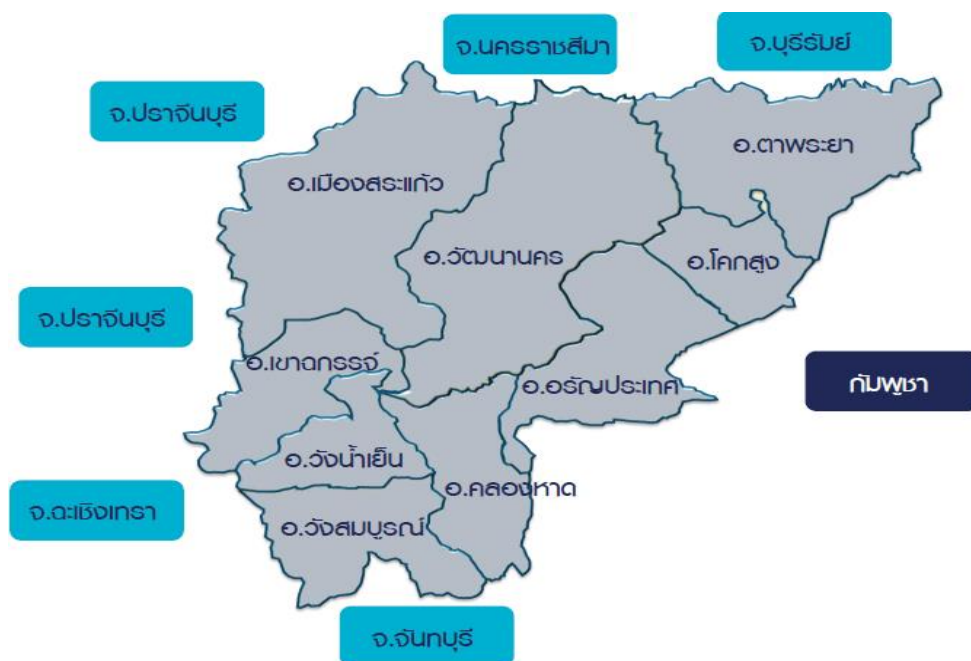 จ.นครราชสีมา
จ.บุรีรัมย์
จ.ปราจีนบุรี
อ.ตาพระยา
อ.เมืองสระแก้ว
อ.วัฒนานคร
อ.โคกสูง
จ.ปราจีนบุรี
อ.เขาฉกรรจ์
อ.อรัญประเทศ
กัมพูชา
อ.วังน้ำเย็น
อ.คลองหาด
จ.ฉะเชิงเทรา
อ.วังสมบูรณ์
จ.จันทบุรี